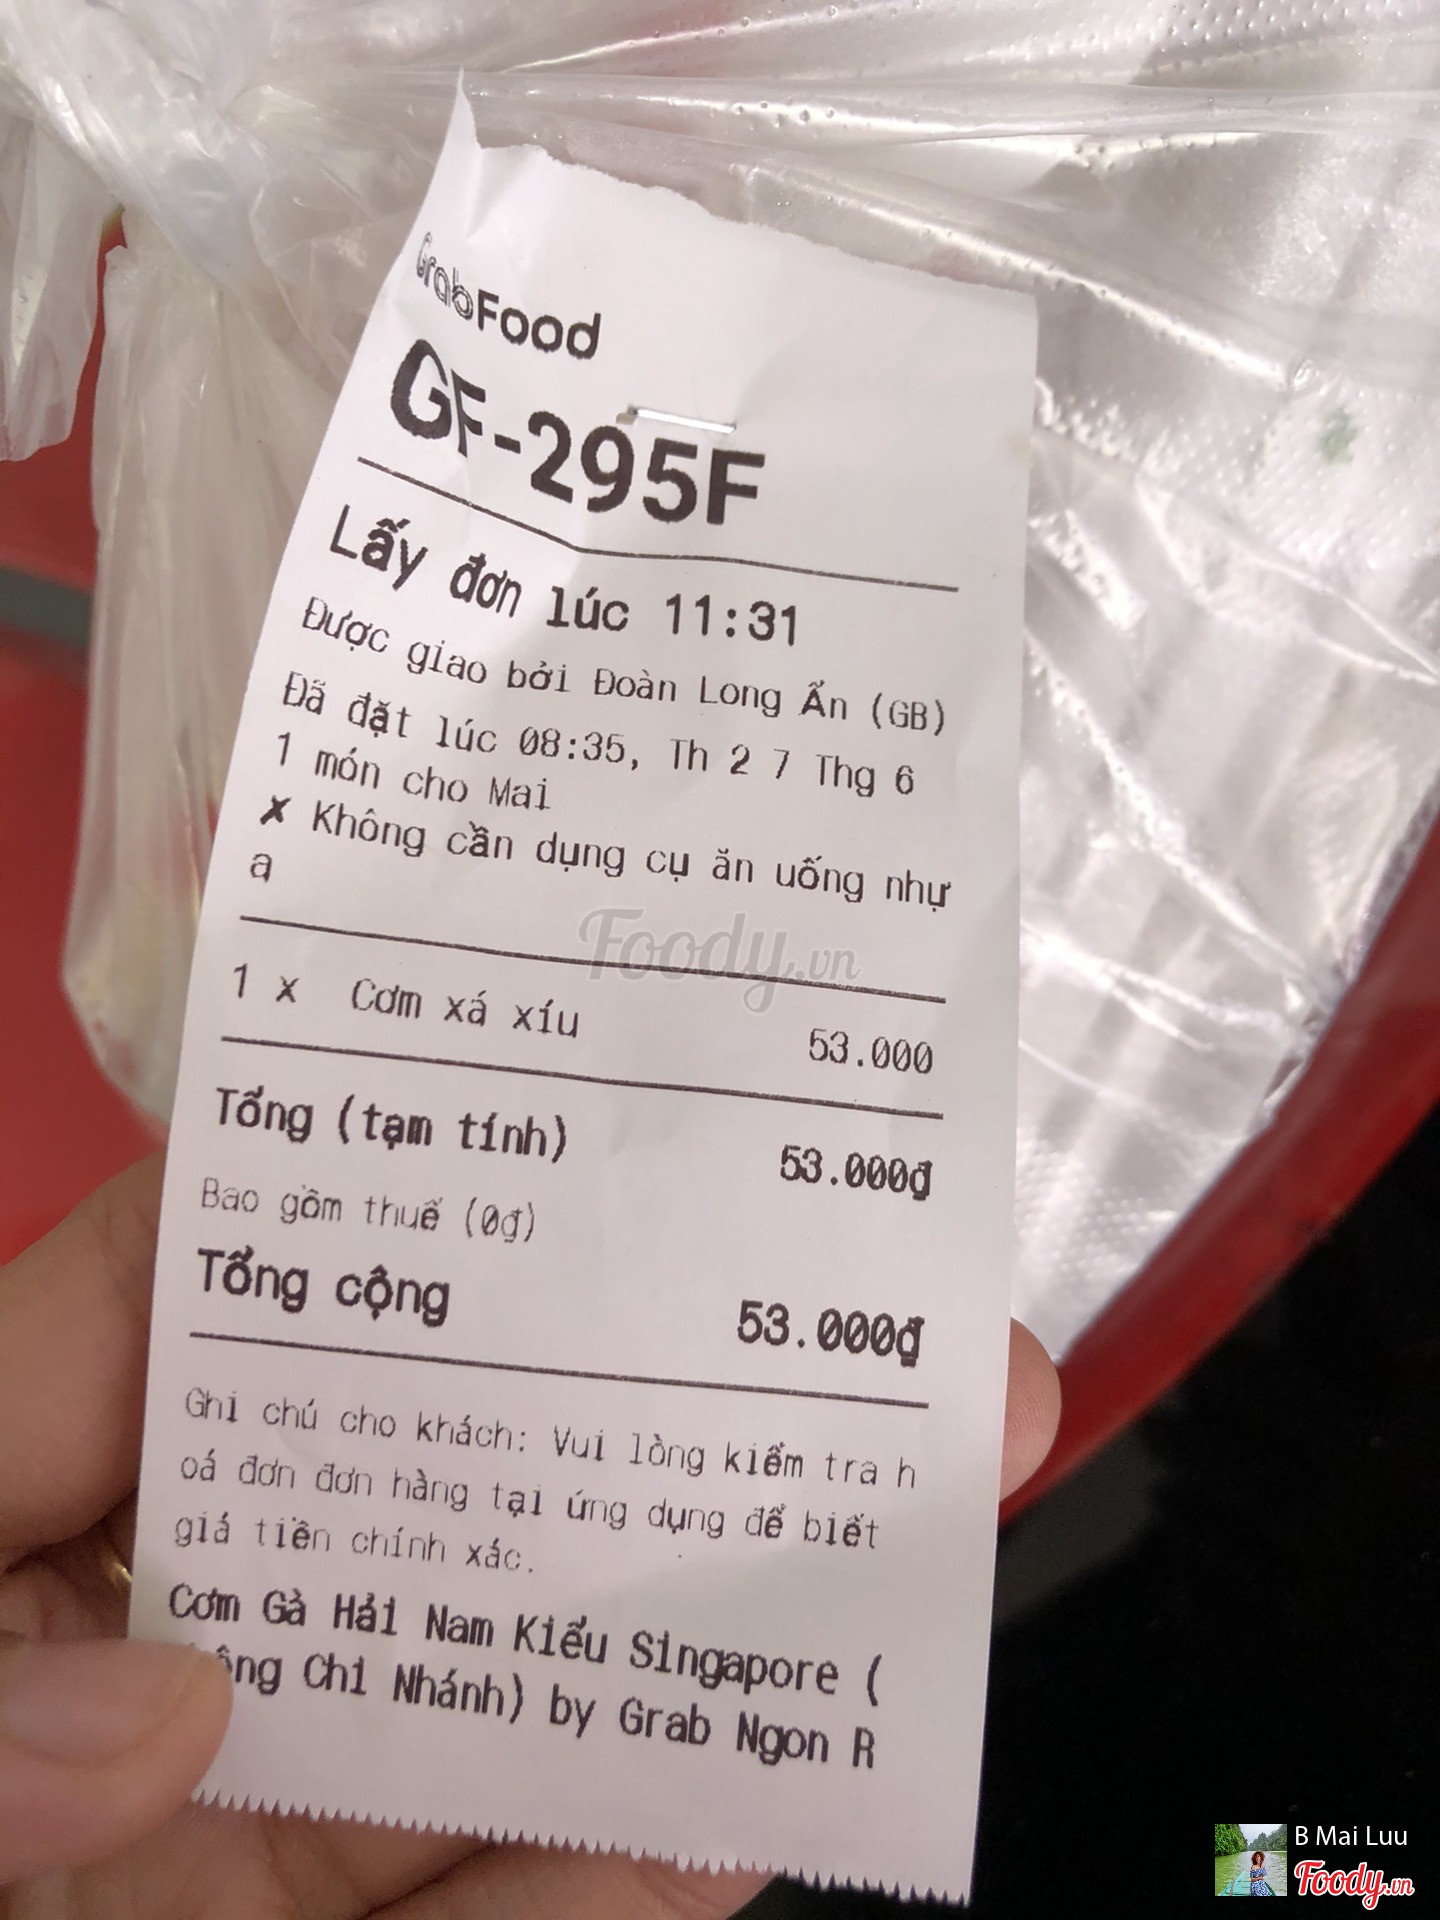 GrabFood
GF-295F
Lấy đơn lúc 11:31
Được giao bởi Đoàn Long Ẩn (GB)
Đã đặt lúc 08:35, Th 2 7 Thg 6
1 món cho Mai
✗ Không cần dụng cụ ăn uống nhự
a
1 x Cơm xá xíu 53.000
Tổng (tạm tính) 53.000₫
Bao gồm thuế (0₫)
Tổng cộng 53.000₫
Ghi chú cho khách: Vui lòng kiểm tra h
oá đơn đơn hàng tại ứng dụng để biết
giá tiền chính xác.
Cơm Gà Hải Nam Kiểu Singapore (
Chi Nhánh) by Grab Ngon R
Foody.vn
B Mai Luu
Foody.vn